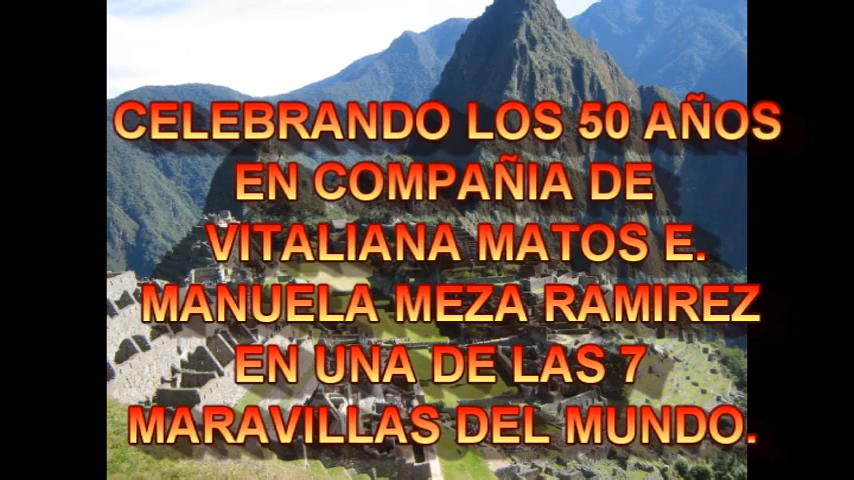 CELEBRANDO LOS 50 AÑOS
EN COMPAÑIA DE
VITALIANA MATOS E.
MANUELA MEZA RAMIREZ
EN UNA DE LAS 7
MARAVILLAS DEL MUNDO.